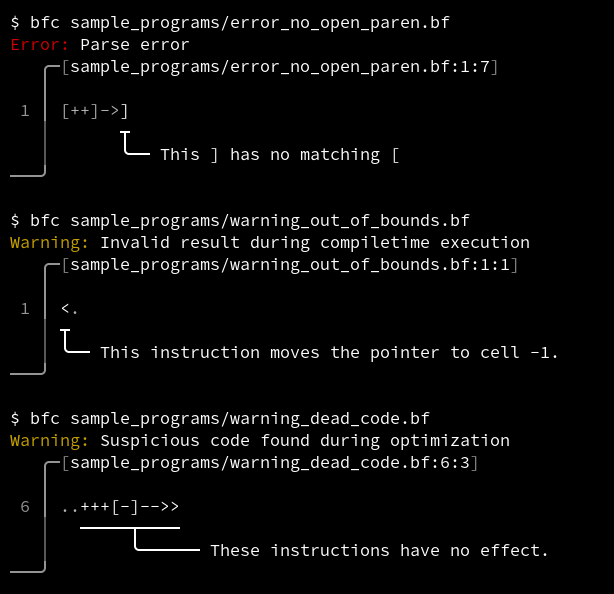 $ bfc sample_programs/error_no_open_paren.bf
Error: Parse error
[sample_programs/error_no_open_paren.bf:1:7]
1 [++]->]
This ] has no matching [
$ bfc sample_programs/warning_out_of_bounds.bf
Warning: Invalid result during compiletime execution
[sample_programs/warning_out_of_bounds.bf:1:1]
1 <.
This instruction moves the pointer to cell -1.
$ bfc sample_programs/warning_dead_code.bf
Warning: Suspicious code found during optimization
[sample_programs/warning_dead_code.bf:6:3]
6 ..+++[-]-->>
These instructions have no effect.